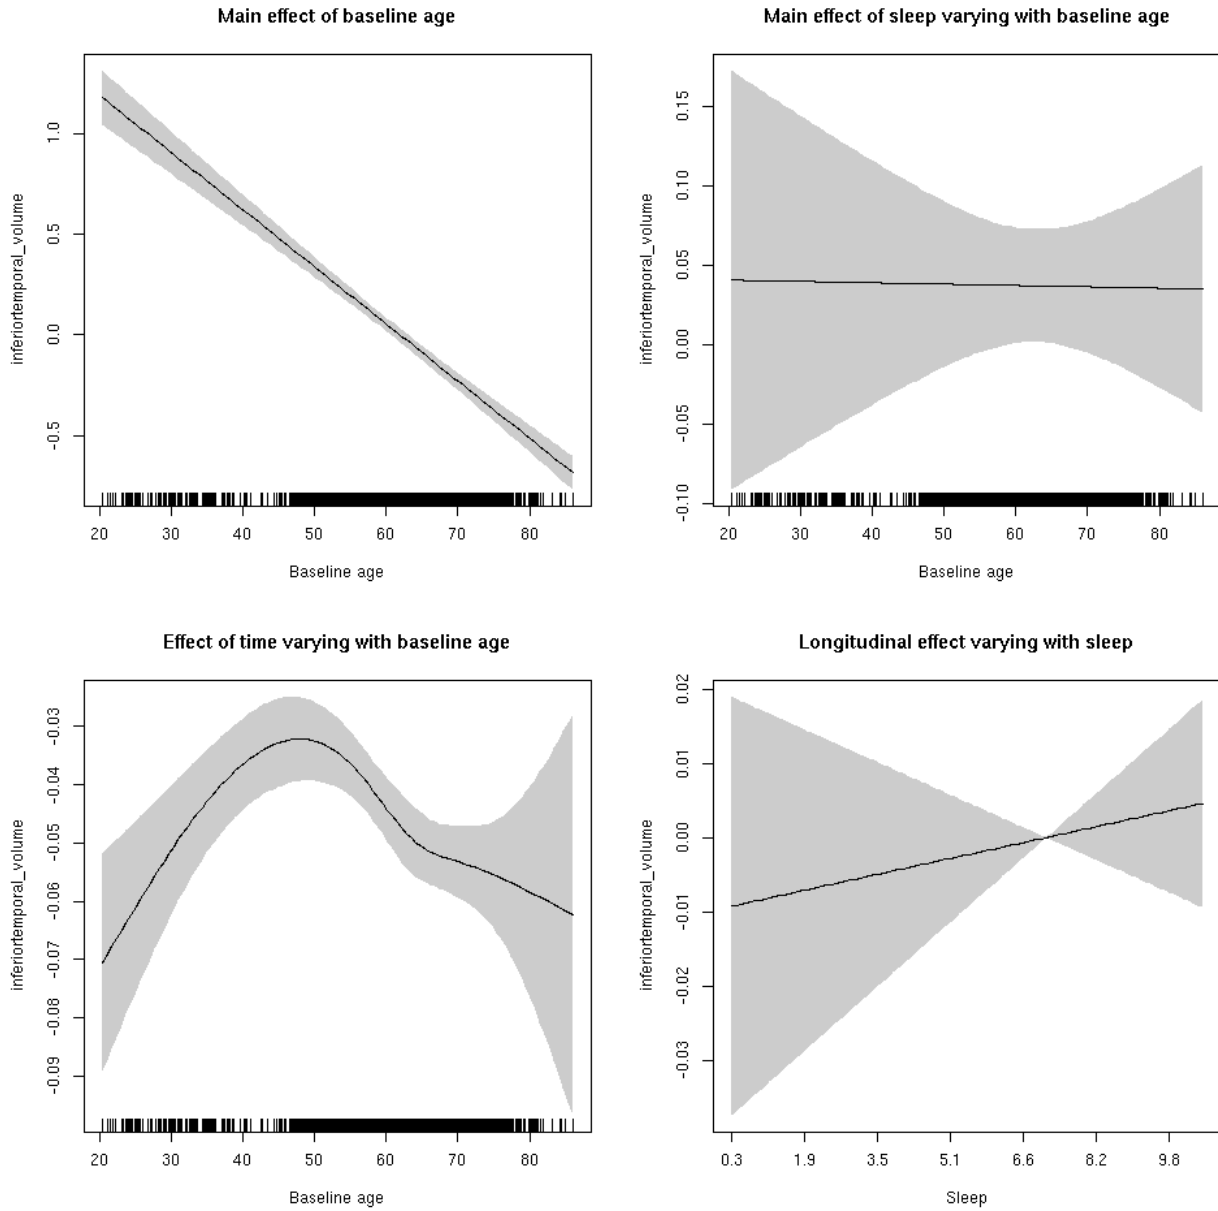 Main effect of baseline age
inferiortemporal_volume
1.0
0.5
0.0
-0.5
20 30 40 50 60 70 80
Baseline age
Main effect of sleep varying with baseline age
inferiortemporal_volume
0.15
0.10
0.05
0.00
-0.05
-0.10
20 30 40 50 60 70 80
Baseline age
Effect of time varying with baseline age
inferiortemporal_volume
-0.03
-0.04
-0.05
-0.06
-0.07
-0.08
-0.09
20 30 40 50 60 70 80
Baseline age
Longitudinal effect varying with sleep
inferiortemporal_volume
0.02
0.01
0.00
-0.01
-0.02
-0.03
0.3 1.9 3.5 5.1 6.6 8.2 9.8
Sleep